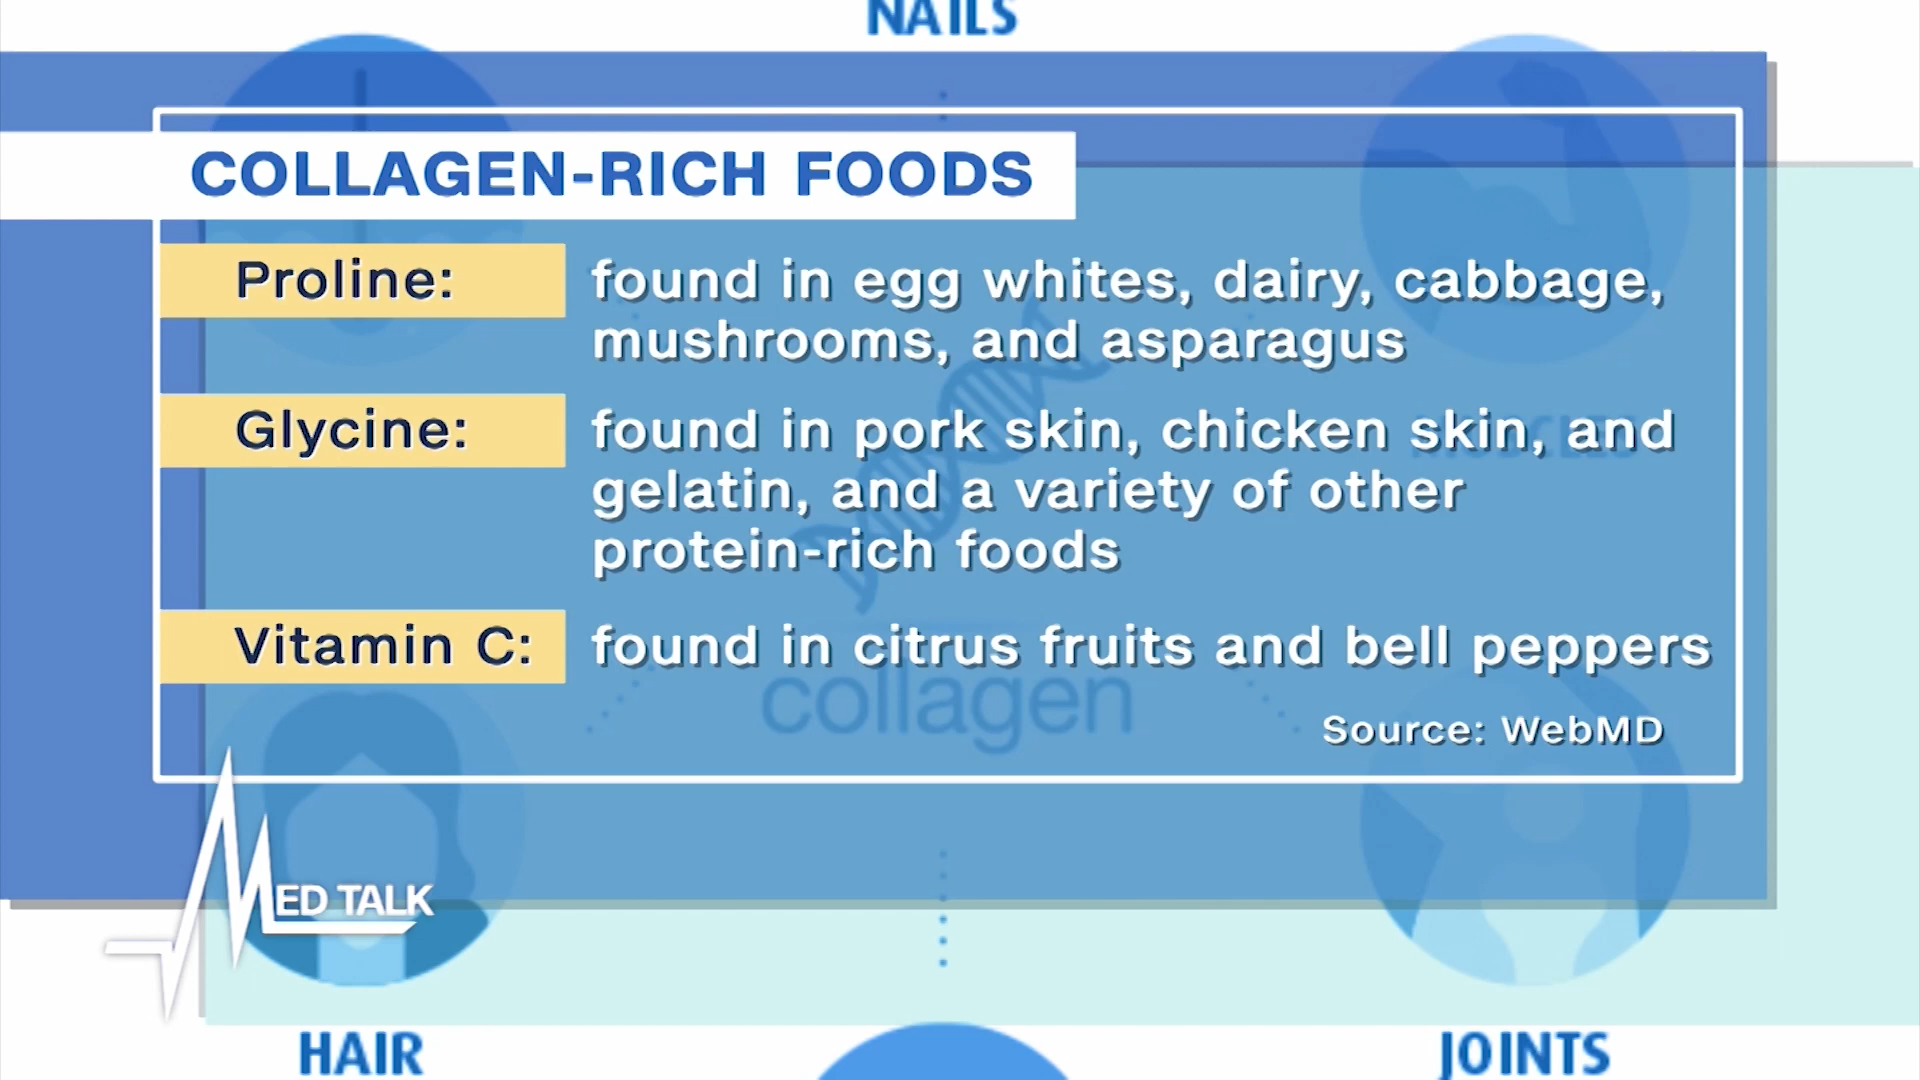 NAILS
COLLAGEN-RICH FOODS
Proline: found in egg whites, dairy, cabbage,
mushrooms, and asparagus
Glycine: found in pork skin, chicken skin, and
gelatin, and a variety of other
protein-rich foods
MUSCLES
Vitamin C: found in citrus fruits and bell peppers
collagen
Source: WebMD
MED TALK
HAIR
JOINTS